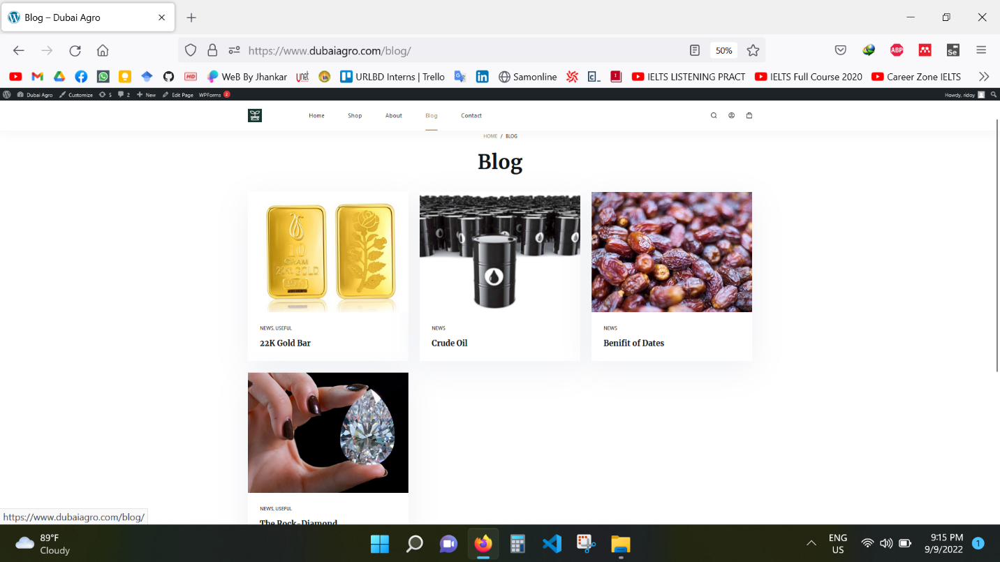 Blog – Dubai Agro
https://www.dubaiagro.com/blog/
50%
ABP
Se
HD
WeB By Jhankar
URLBD Interns | Trello
Samonline
IELTS LISTENING PRACT
IELTS Full Course 2020
Career Zone IELTS
Dubai Agro
Customize
5
2
New
Edit Page
WPForms 2
Howdy, riday
Home
Shop
About
Blog
Contact
HOME / BLOG
Blog
10
GRAM
22K GOLD
NEWS, USEFUL
22K Gold Bar
NEWS
Crude Oil
NEWS
Benifit of Dates
NEWS, USEFUL
The Rock-Diamond
https://www.dubaiagro.com/blog/
89°F
Cloudy
ENG
US
9:15 PM
9/9/2022
1